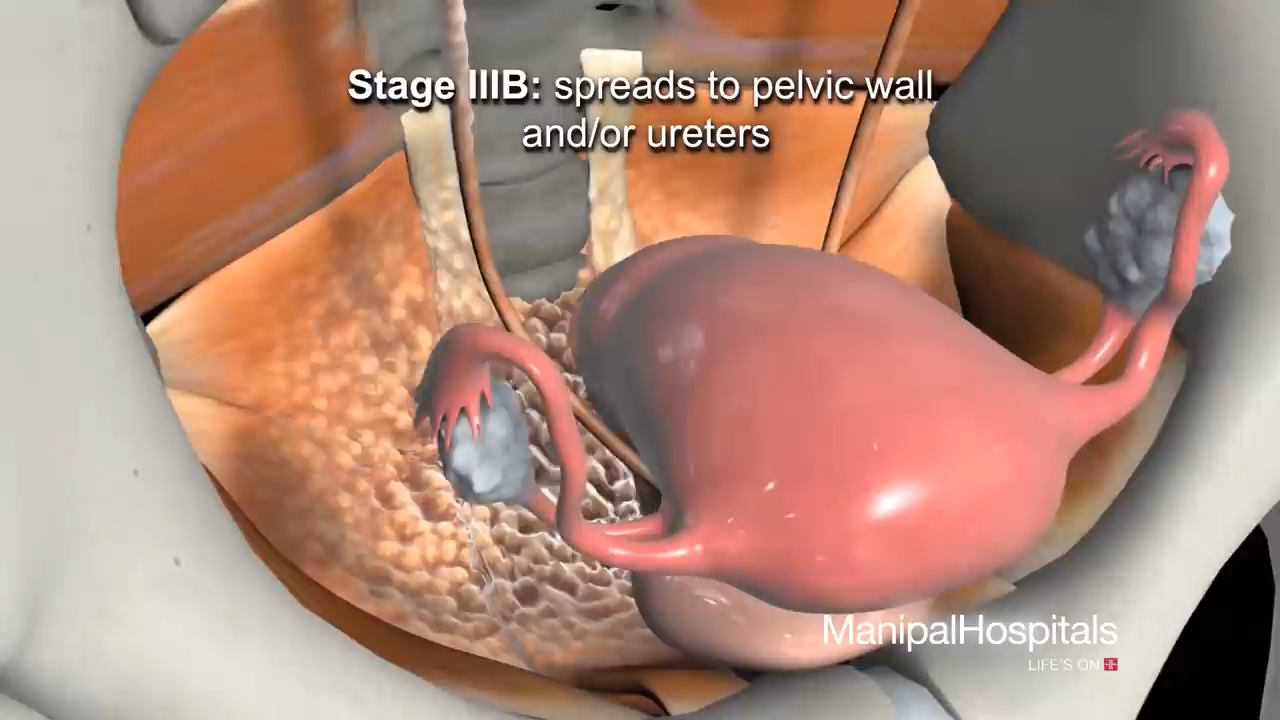 Stage IIIB: spreads to pelvic wall
and/or ureters
ManipalHospitals
LIFE'S ON